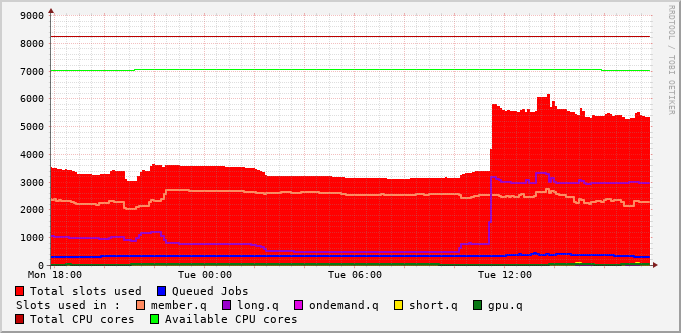 9000
8000
7000
6000
5000
4000
3000
2000
1000
0
Mon 18:00 Tue 00:00 Tue 06:00 Tue 12:00
Total slots used Queued Jobs
Slots used in : member.q long.q ondemand.q short.q gpu.q
Total CPU cores Available CPU cores
RRDTOOL / TOBI OETIKER